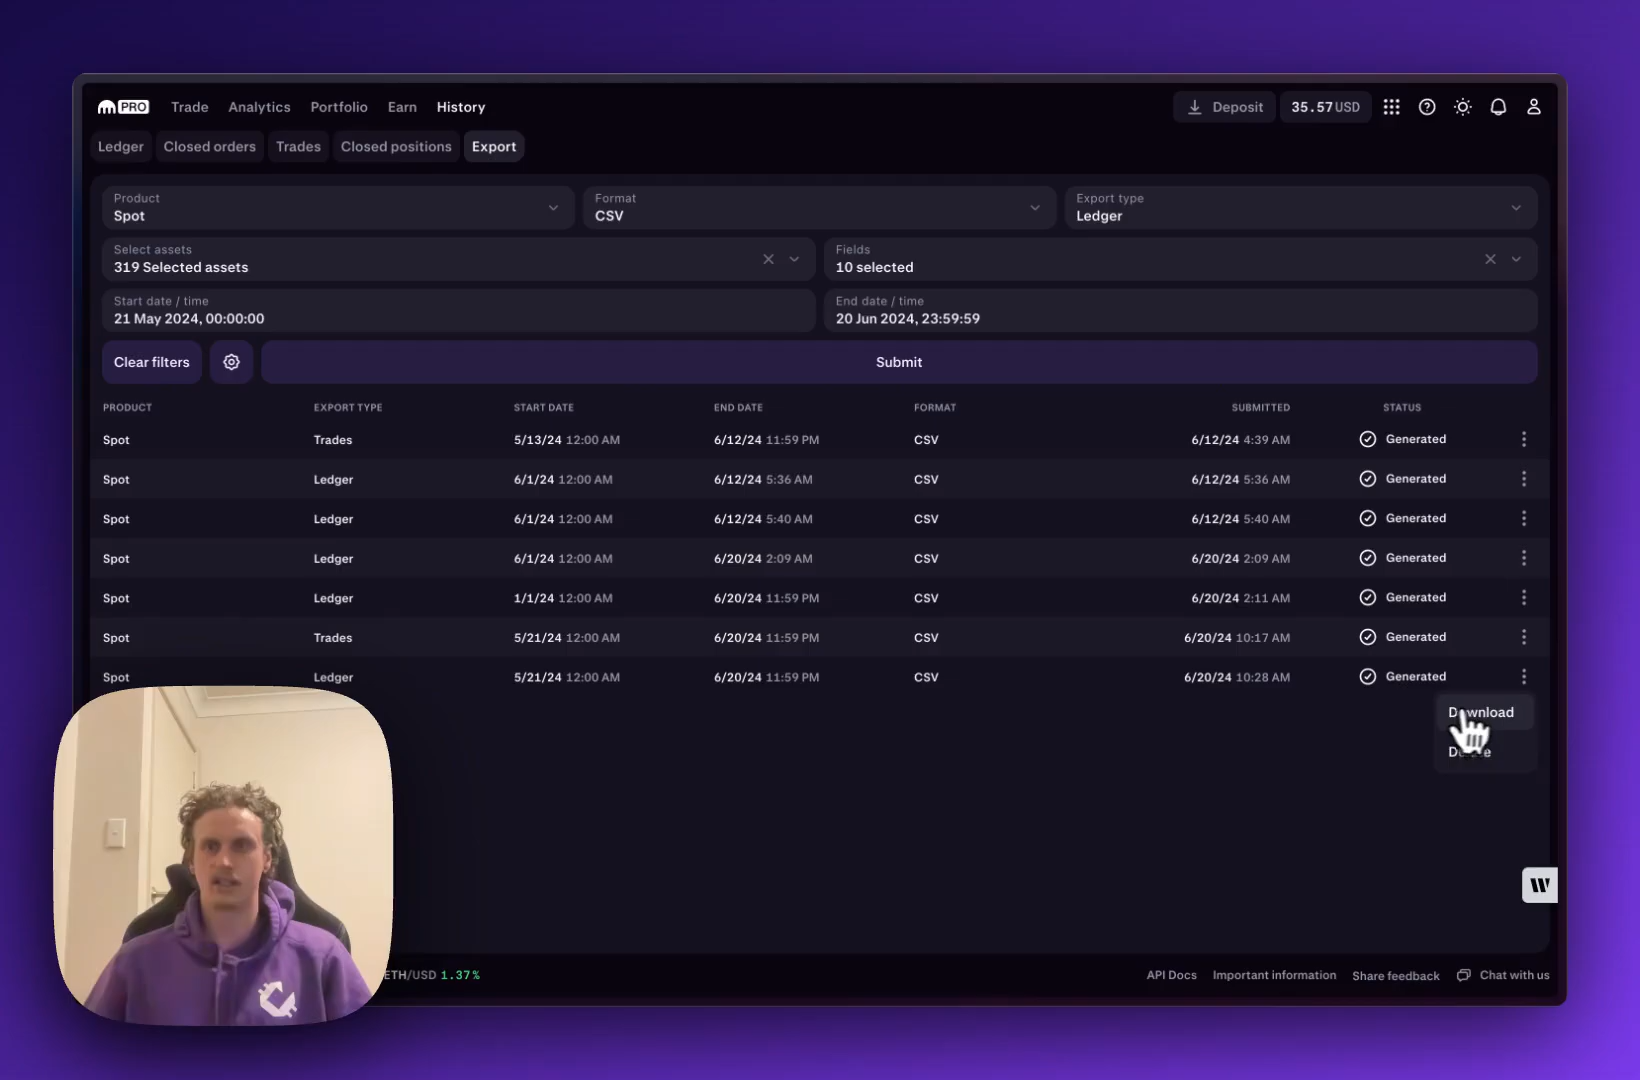 PRO Trade Analytics Portfolio Earn History Deposit 35.57 USD
Ledger Closed orders Trades Closed positions Export
Product Format Export type
Spot CSV Ledger
Select assets Fields
319 Selected assets 10 selected
Start date / time End date / time
21 May 2024, 00:00:00 20 Jun 2024, 23:59:59
Clear filters Submit
PRODUCT EXPORT TYPE START DATE END DATE FORMAT SUBMITTED STATUS
Spot Trades 5/13/24 12:00 AM 6/12/24 11:59 PM CSV 6/12/24 4:39 AM Generated
Spot Ledger 6/1/24 12:00 AM 6/12/24 5:36 AM CSV 6/12/24 5:36 AM Generated
Spot Ledger 6/1/24 12:00 AM 6/12/24 5:40 AM CSV 6/12/24 5:40 AM Generated
Spot Ledger 6/1/24 12:00 AM 6/20/24 2:09 AM CSV 6/20/24 2:09 AM Generated
Spot Ledger 1/1/24 12:00 AM 6/20/24 11:59 PM CSV 6/20/24 2:11 AM Generated
Spot Trades 5/21/24 12:00 AM 6/20/24 11:59 PM CSV 6/20/24 10:17 AM Generated
Spot Ledger 5/21/24 12:00 AM 6/20/24 11:59 PM CSV 6/20/24 10:28 AM Generated
Download
W
ETH/USD 1.37% API Docs Important information Share feedback Chat with us